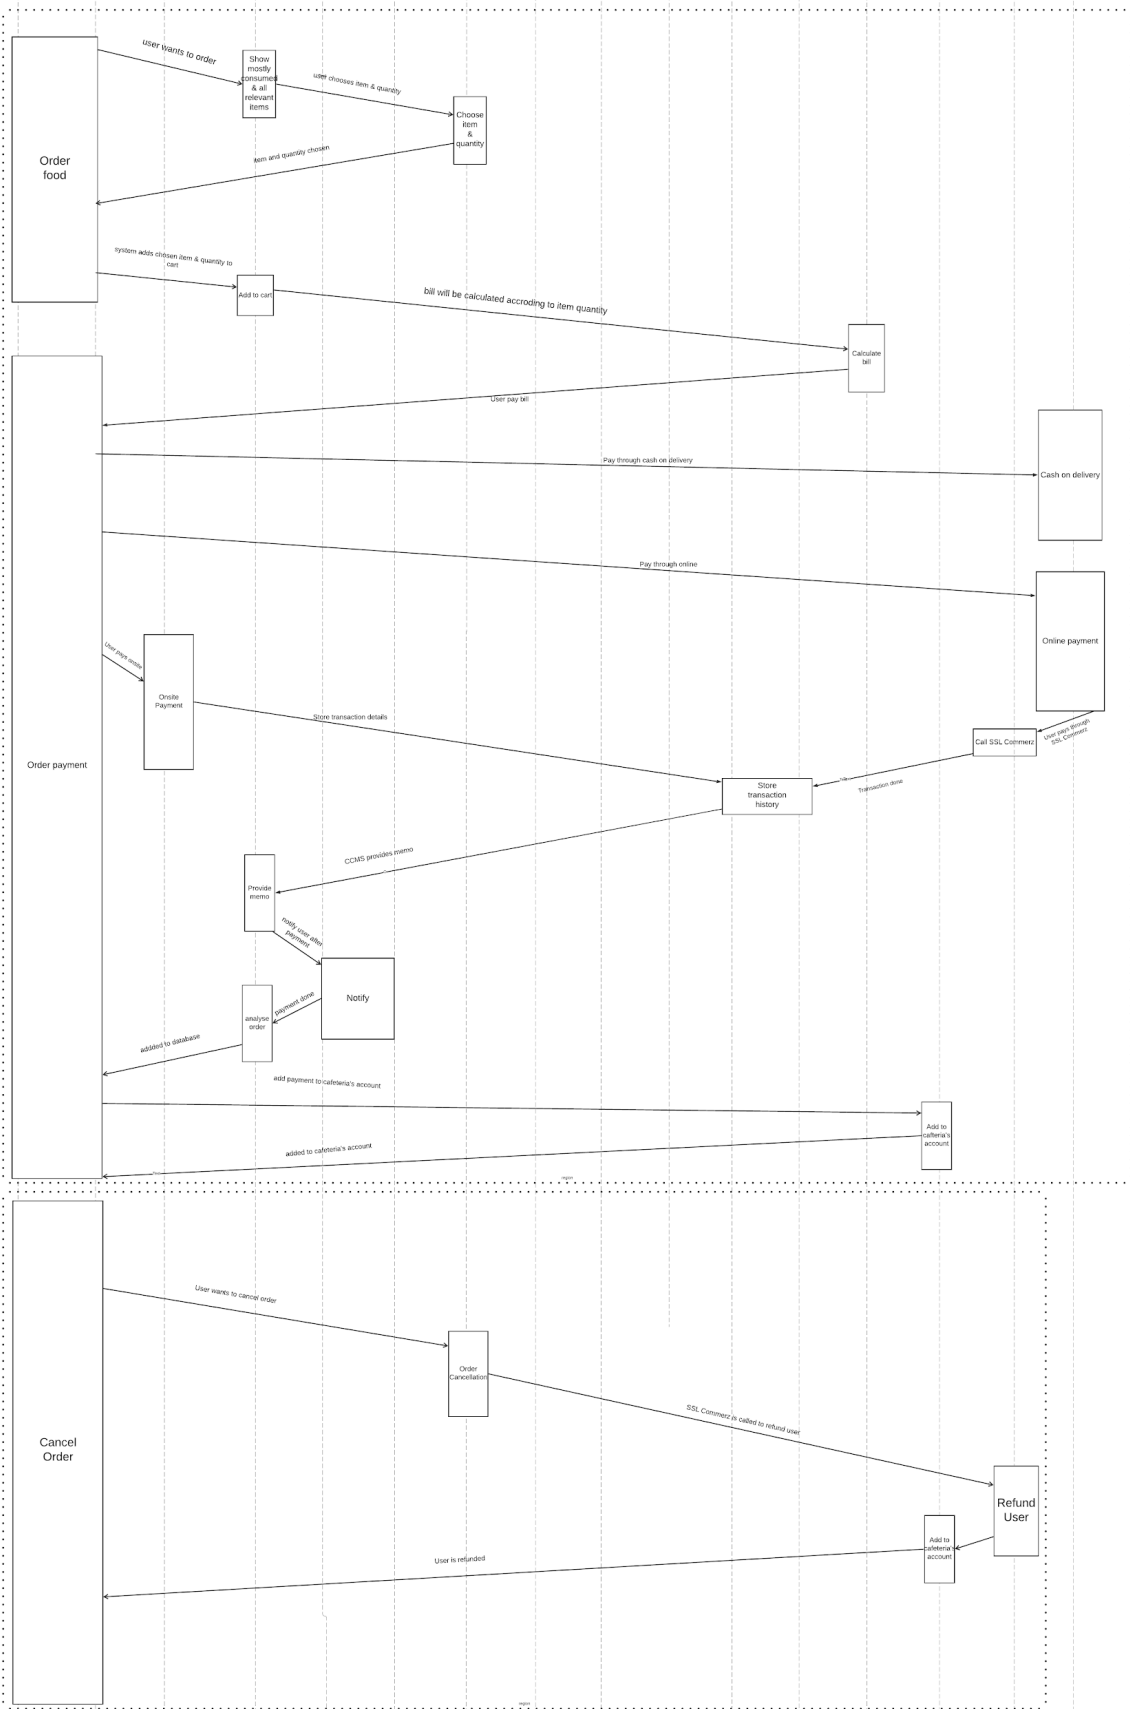 user wants to order
Show
mostly
consumed
& all
relevant
items
user chooses item & quantity
Choose
item
&
quantity
Order
food
item and quantity chosen
system adds chosen item & quantity to
cart
Add to cart
bill will be calculated accroding to item quantity
Calculate
bill
User pay bill
Pay through cash on delivery
Cash on delivery
Pay through online
Online payment
User pays onsite
Onsite
Payment
Store transaction details
User pays through
SSL Commerz
Call SSL Commerz
Order payment
Transaction done
Store
transaction
history
CCMS provides memo
Provide
memo
notify user after
payment
Notify
payment done
analyse
order
addded to database
add payment to cafeteria's account
Add to
cafteria's
account
added to cafeteria's account
region
User wants to cancel order
Order
Cancellation
SSL Commerz is called to refund user
Cancel
Order
Refund
User
Add to
cafeteria's
account
User is refunded
region